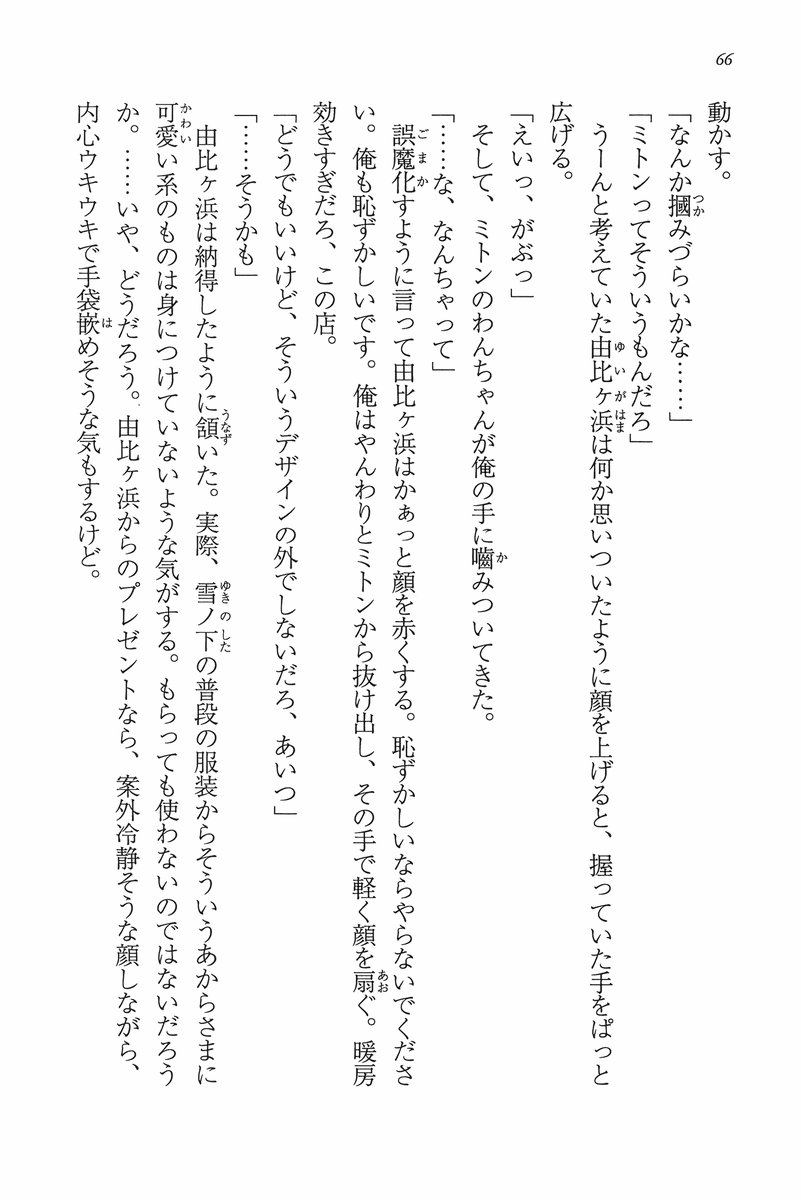 66
動かす。
「なんか摑みづらいかな……」
「ミトンってそういうもんだろ」
うーんと考えていた由比ヶ浜は何か思いついたように顔を上げると、握っていた手をぱっと
広げる。
「えいっ、がぶっ」
そして、ミトンのわんちゃんが俺の手に嚙みついてきた。
「……な、なんちゃって」
誤魔化すように言って由比ヶ浜はかぁっと顔を赤くする。恥ずかしいならやらないでくださ
い。俺も恥ずかしいです。俺はやんわりとミトンから抜け出し、その手で軽く顔を扇ぐ。暖房
効きすぎだろ、この店。
「どうでもいいけど、そういうデザインの外でしないだろ、あいつ」
「……そうかも」
由比ヶ浜は納得したように頷いた。実際、雪ノ下の普段の服装からそういうあからさまに
可愛い系のものは身につけていないような気がする。もらっても使わないのではないだろう
か。……いや、どうだろう。由比ヶ浜からのプレゼントなら、案外冷静そうな顔しながら、
内心ウキウキで手袋嵌めそうな気もするけど。